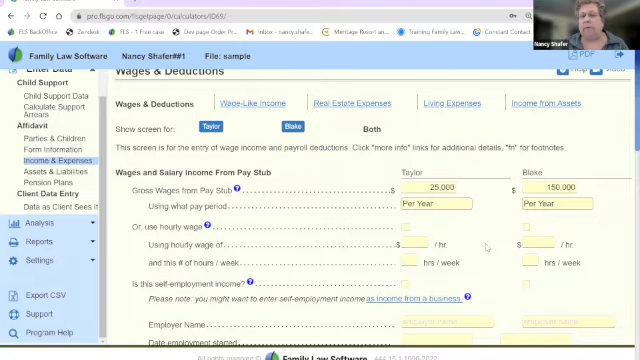 pro.flsgo.net/flsgetpage/0/calculators/ID69/
FLS Box Office Zendesk FLS - 1 Free case Dev page Order Pro... Google Meritage Resort an... Training Family Law... Constant Contact
Family Law Software Nancy Shafer##1 File: sample
Nancy Shafer
PDF
Enter Data
Wages & Deductions
Help Video
Child Support
Child Support Data
Calculate Support Arrears
Affidavit
Parties & Children
Form Information
Income & Expenses
Assets & Liabilities
Pension Plans
Client Data Entry
Data as Client Sees it
Analysis
Reports
Settings
Export CSV
Support
Program Help
Wages & Deductions Wage-Like Income Real Estate Expenses Living Expenses Income from Assets
Show screen for Taylor Blake Both
This screen is for the entry of wage income and payroll deductions. Click "more info" links for additional details, "fn" for footnotes.
Wages and Salary Income From Pay Stub Taylor Blake
Gross Wages from Pay Stub ? $ 25,000 $ 150,000
Using what pay period Per Year Per Year
Or, use hourly wage ?
Using hourly wage of $ / hr. $ / hr.
and this # of hours / week hrs / week hrs / week
Is this self-employment income? ?
Please note: you might want to enter self-employment income as income from a business. ?
Employer Name employer name employer name
Date employment started
Family Law Software 444.15.1 1996-2022